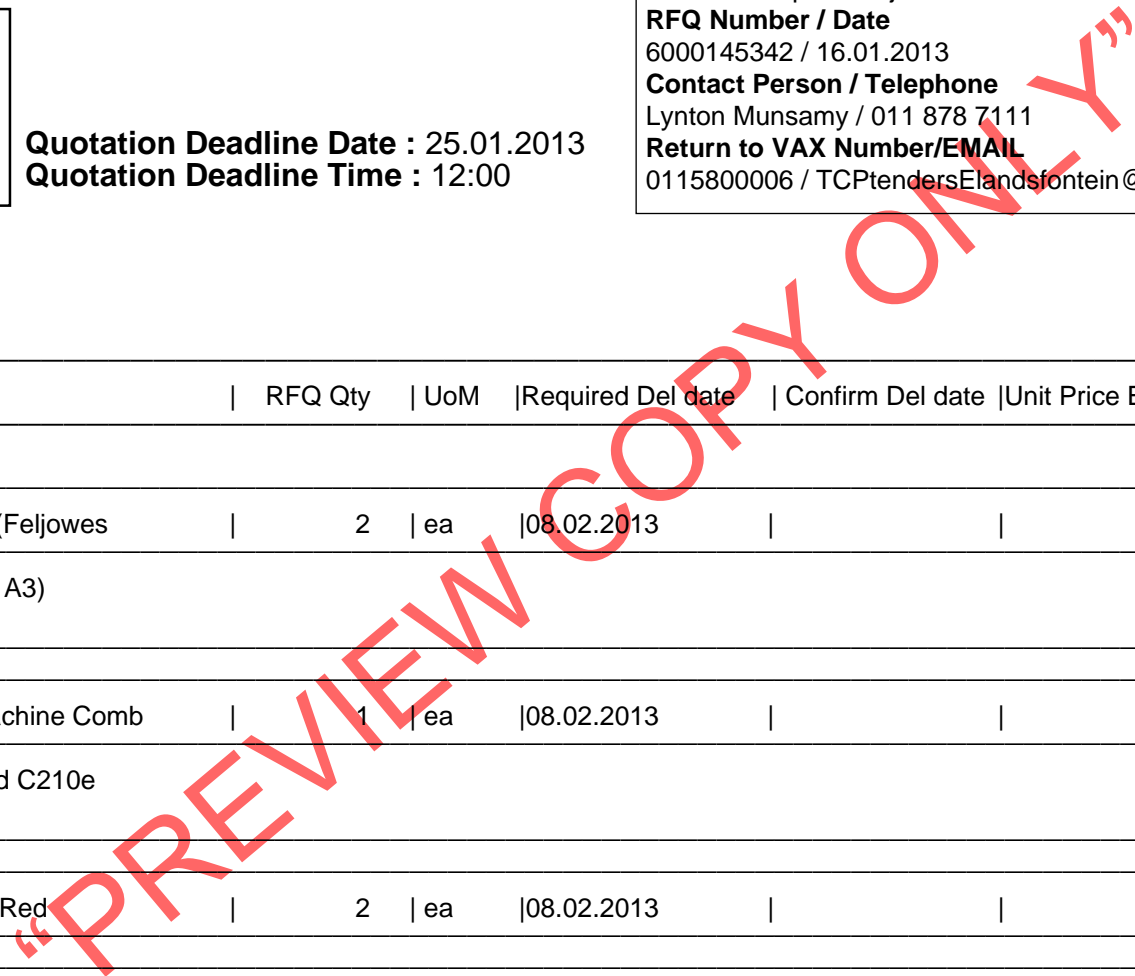 RFQ Number / Date
6000145342 / 16.01.2013
Contact Person / Telephone
Lynton Munsamy / 011 878 7111
Return to VAX Number/EMAIL
0115800006 / TCPtendersElandsfontein@
Quotation Deadline Date : 25.01.2013
Quotation Deadline Time : 12:00
| RFQ Qty | UoM |Required Del date | Confirm Del date |Unit Price E
(Feljowes | 2 | ea |08.02.2013 | |
A3)
chine Comb | 1 | ea |08.02.2013 | |
d C210e
Red | 2 | ea |08.02.2013 | |
“PREVIEW COPY ONLY”